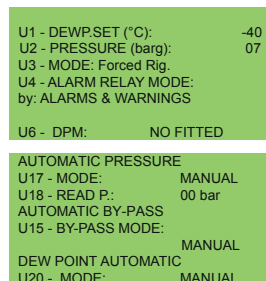 U1 - DEWP.SET (°C): -40
U2 - PRESSURE (barg): 07
U3 - MODE: Forced Rig.
U4 - ALARM RELAY MODE:
by: ALARMS & WARNINGS
U6 - DPM: NO FITTED
AUTOMATIC PRESSURE
U17 - MODE: MANUAL
U18 - READ P.: 00 bar
AUTOMATIC BY-PASS
U15 - BY-PASS MODE:
MANUAL
DEW POINT AUTOMATIC
U20 - MODE: MANUAL